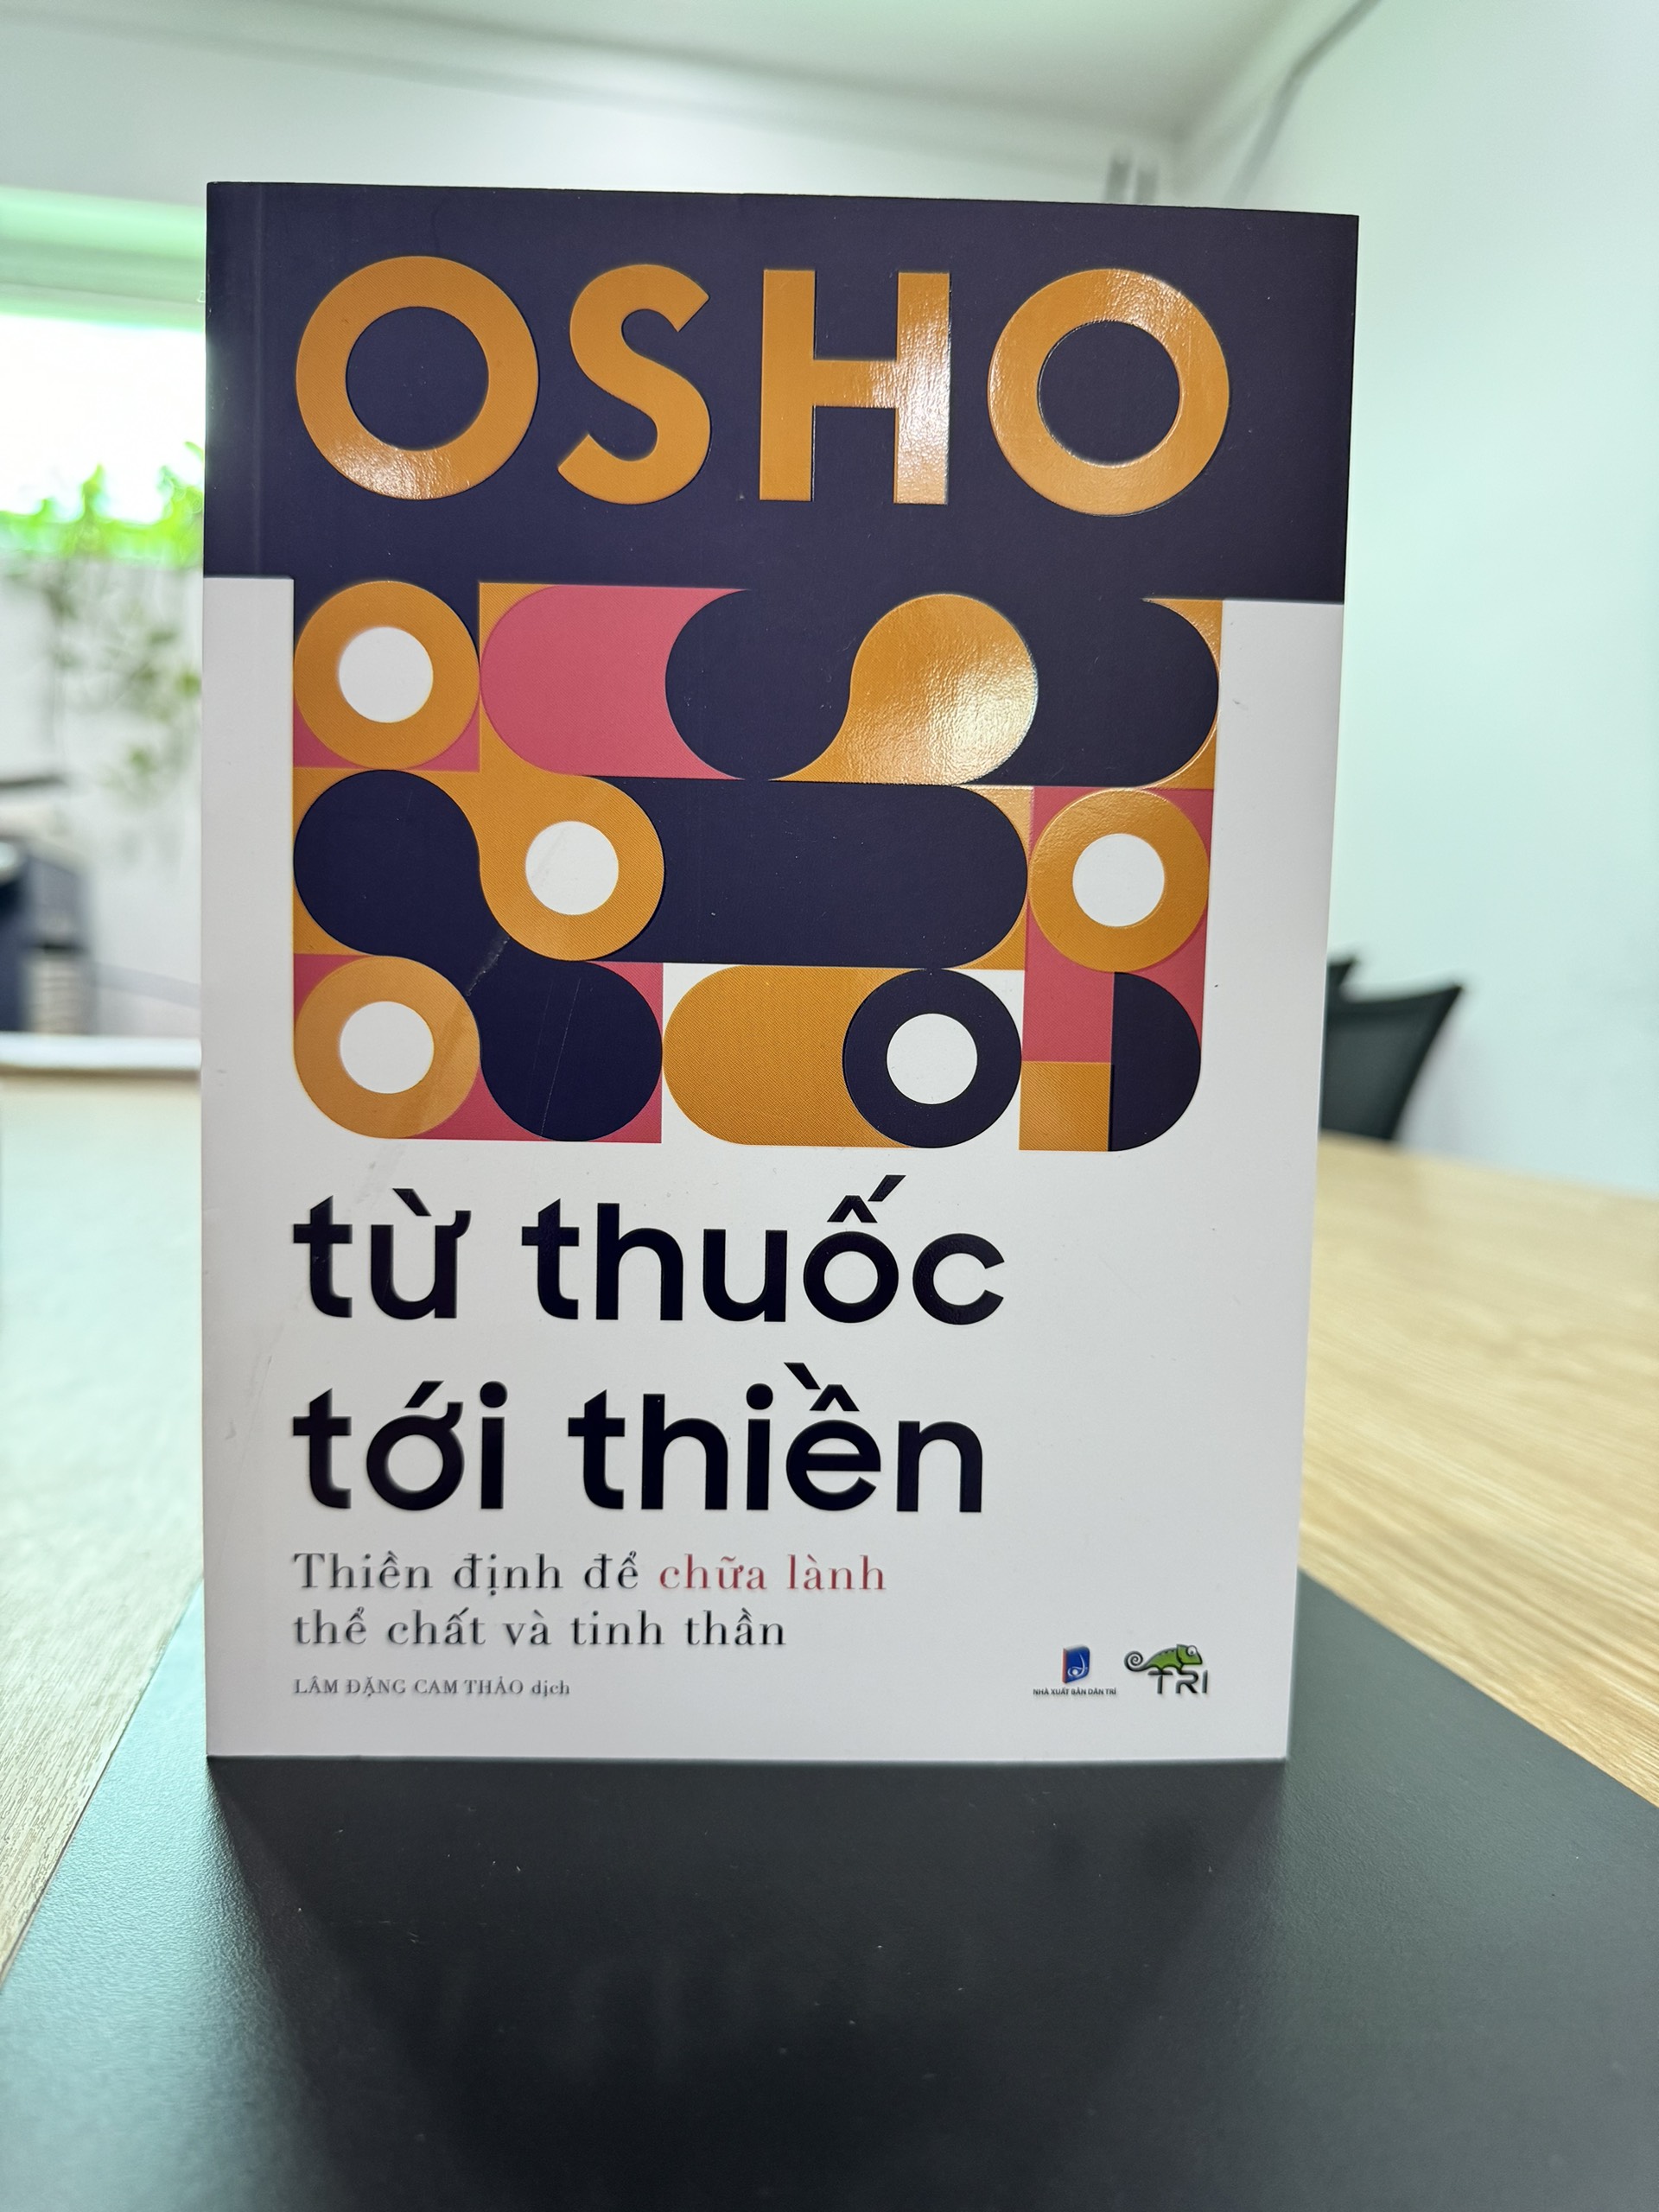 OSHO
từ thuốc
tới thiền
Thiền định để chữa lành
thể chất và tinh thần
LÂM ĐẶNG CAM THẢO dịch
NHÀ XUẤT BẢN DÂN TRÍ
TRI